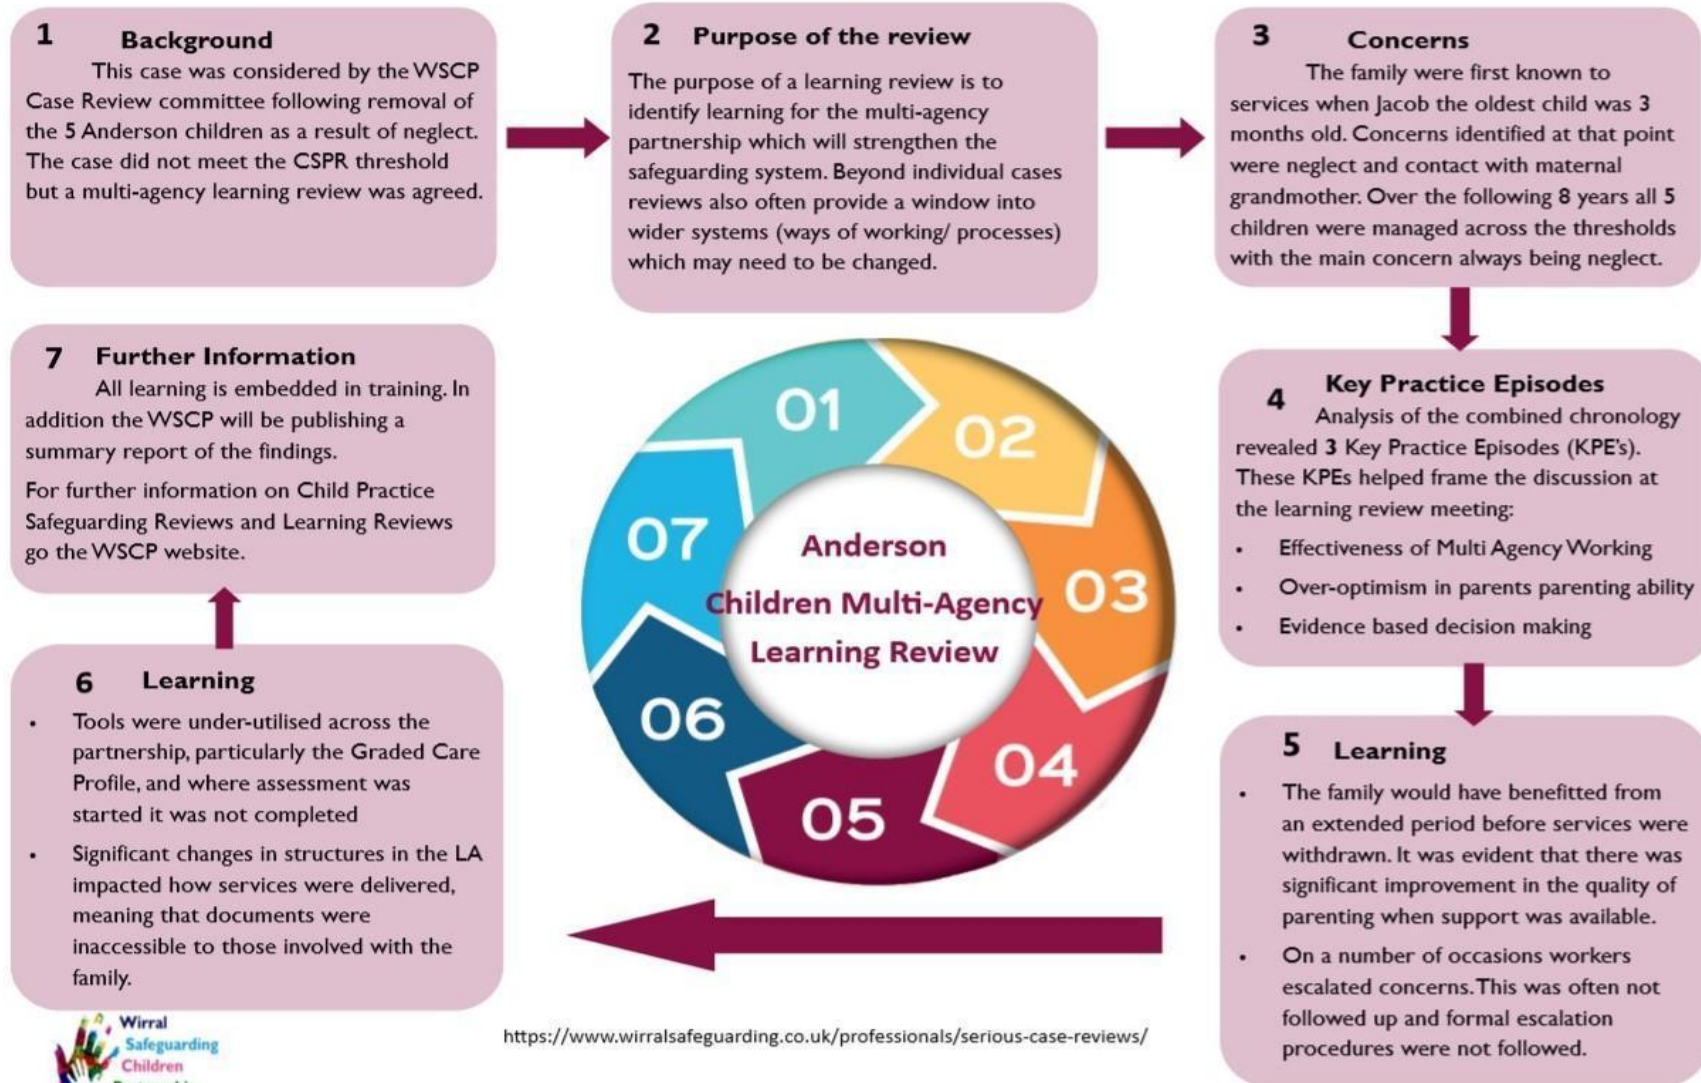 1 Background
This case was considered by the WSCP
Case Review committee following removal of
the 5 Anderson children as a result of neglect.
The case did not meet the CSPR threshold
but a multi-agency learning review was agreed.
2 Purpose of the review
The purpose of a learning review is to
identify learning for the multi-agency
partnership which will strengthen the
safeguarding system. Beyond individual cases
reviews also often provide a window into
wider systems (ways of working/ processes)
which may need to be changed.
3 Concerns
The family were first known to
services when Jacob the oldest child was 3
months old. Concerns identified at that point
were neglect and contact with maternal
grandmother. Over the following 8 years all 5
children were managed across the thresholds
with the main concern always being neglect.
4 Key Practice Episodes
Analysis of the combined chronology
revealed 3 Key Practice Episodes (KPE's).
These KPEs helped frame the discussion at
the learning review meeting:
• Effectiveness of Multi Agency Working
• Over-optimism in parents parenting ability
• Evidence based decision making
5 Learning
• The family would have benefitted from
an extended period before services were
withdrawn. It was evident that there was
significant improvement in the quality of
parenting when support was available.
• On a number of occasions workers
escalated concerns. This was often not
followed up and formal escalation
procedures were not followed.
6 Learning
• Tools were under-utilised across the
partnership, particularly the Graded Care
Profile, and where assessment was
started it was not completed
• Significant changes in structures in the LA
impacted how services were delivered,
meaning that documents were
inaccessible to those involved with the
family.
7 Further Information
All learning is embedded in training. In
addition the WSCP will be publishing a
summary report of the findings.
For further information on Child Practice
Safeguarding Reviews and Learning Reviews
go the WSCP website.
01
02
03
04
05
06
07
Anderson
Children Multi-Agency
Learning Review
Wirral
Safeguarding
Children
https://www.wirralsafeguarding.co.uk/professionals/serious-case-reviews/